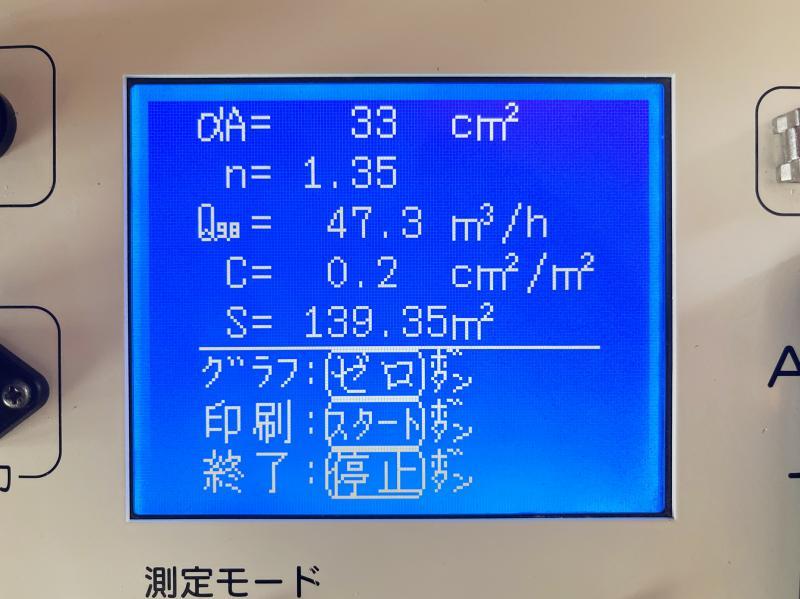 αA= 33 cm²
n= 1.35
Q9.8= 47.3 m³/h
C= 0.2 cm²/m²
S= 139.35m²
グラフ:(ゼロ)ボタン
印刷:(スタート)ボタン
終了:(停止)ボタン
測定モード